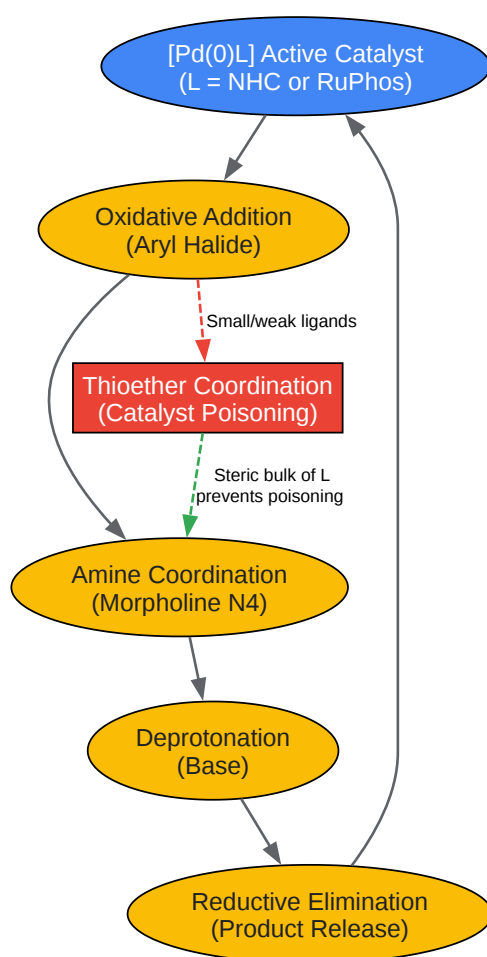 [Pd(0)L] Active Catalyst
(L = NHC or RuPhos)
Oxidative Addition
(Aryl Halide)
Small/weak ligands
Thioether Coordination
(Catalyst Poisoning)
Steric bulk of L
prevents poisoning
Amine Coordination
(Morpholine N4)
Deprotonation
(Base)
Reductive Elimination
(Product Release)